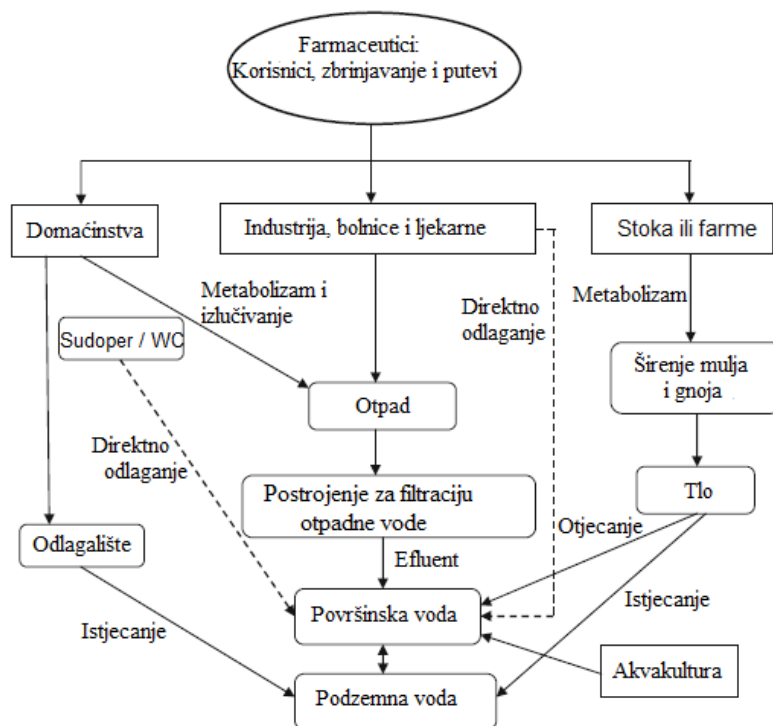 Farmaceutici:
Korisnici, zbrinjavanje i putevi
Domaćinstva
Industrija, bolnice i ljekarne
Stoka ili farme
Metabolizam i
izlučivanje
Direktno
odlaganje
Metabolizam
Sudoper / WC
Širenje mulja
i gnoja
Otpad
Direktno
odlaganje
Postrojenje za filtraciju
otpadne vode
Tlo
Odlagalište
Otjecanje
Efluent
Istjecanje
Površinska voda
Istjecanje
Akvakultura
Podzemna voda